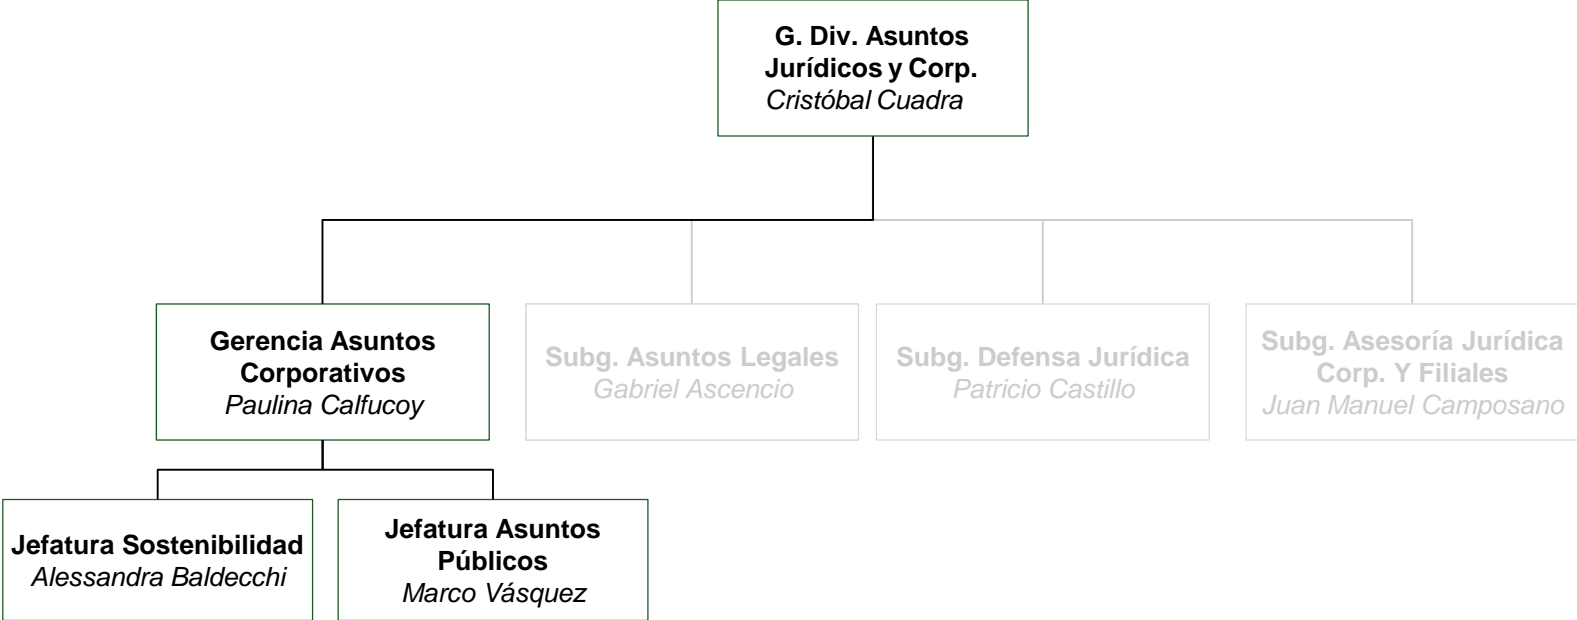 G. Div. Asuntos
Jurídicos y Corp.
Cristóbal Cuadra
Gerencia Asuntos
Corporativos
Paulina Calfucoy
Subg. Asuntos Legales
Gabriel Ascencio
Subg. Defensa Jurídica
Patricio Castillo
Subg. Asesoría Jurídica
Corp. Y Filiales
Juan Manuel Camposano
Jefatura Sostenibilidad
Alessandra Baldecchi
Jefatura Asuntos
Públicos
Marco Vásquez